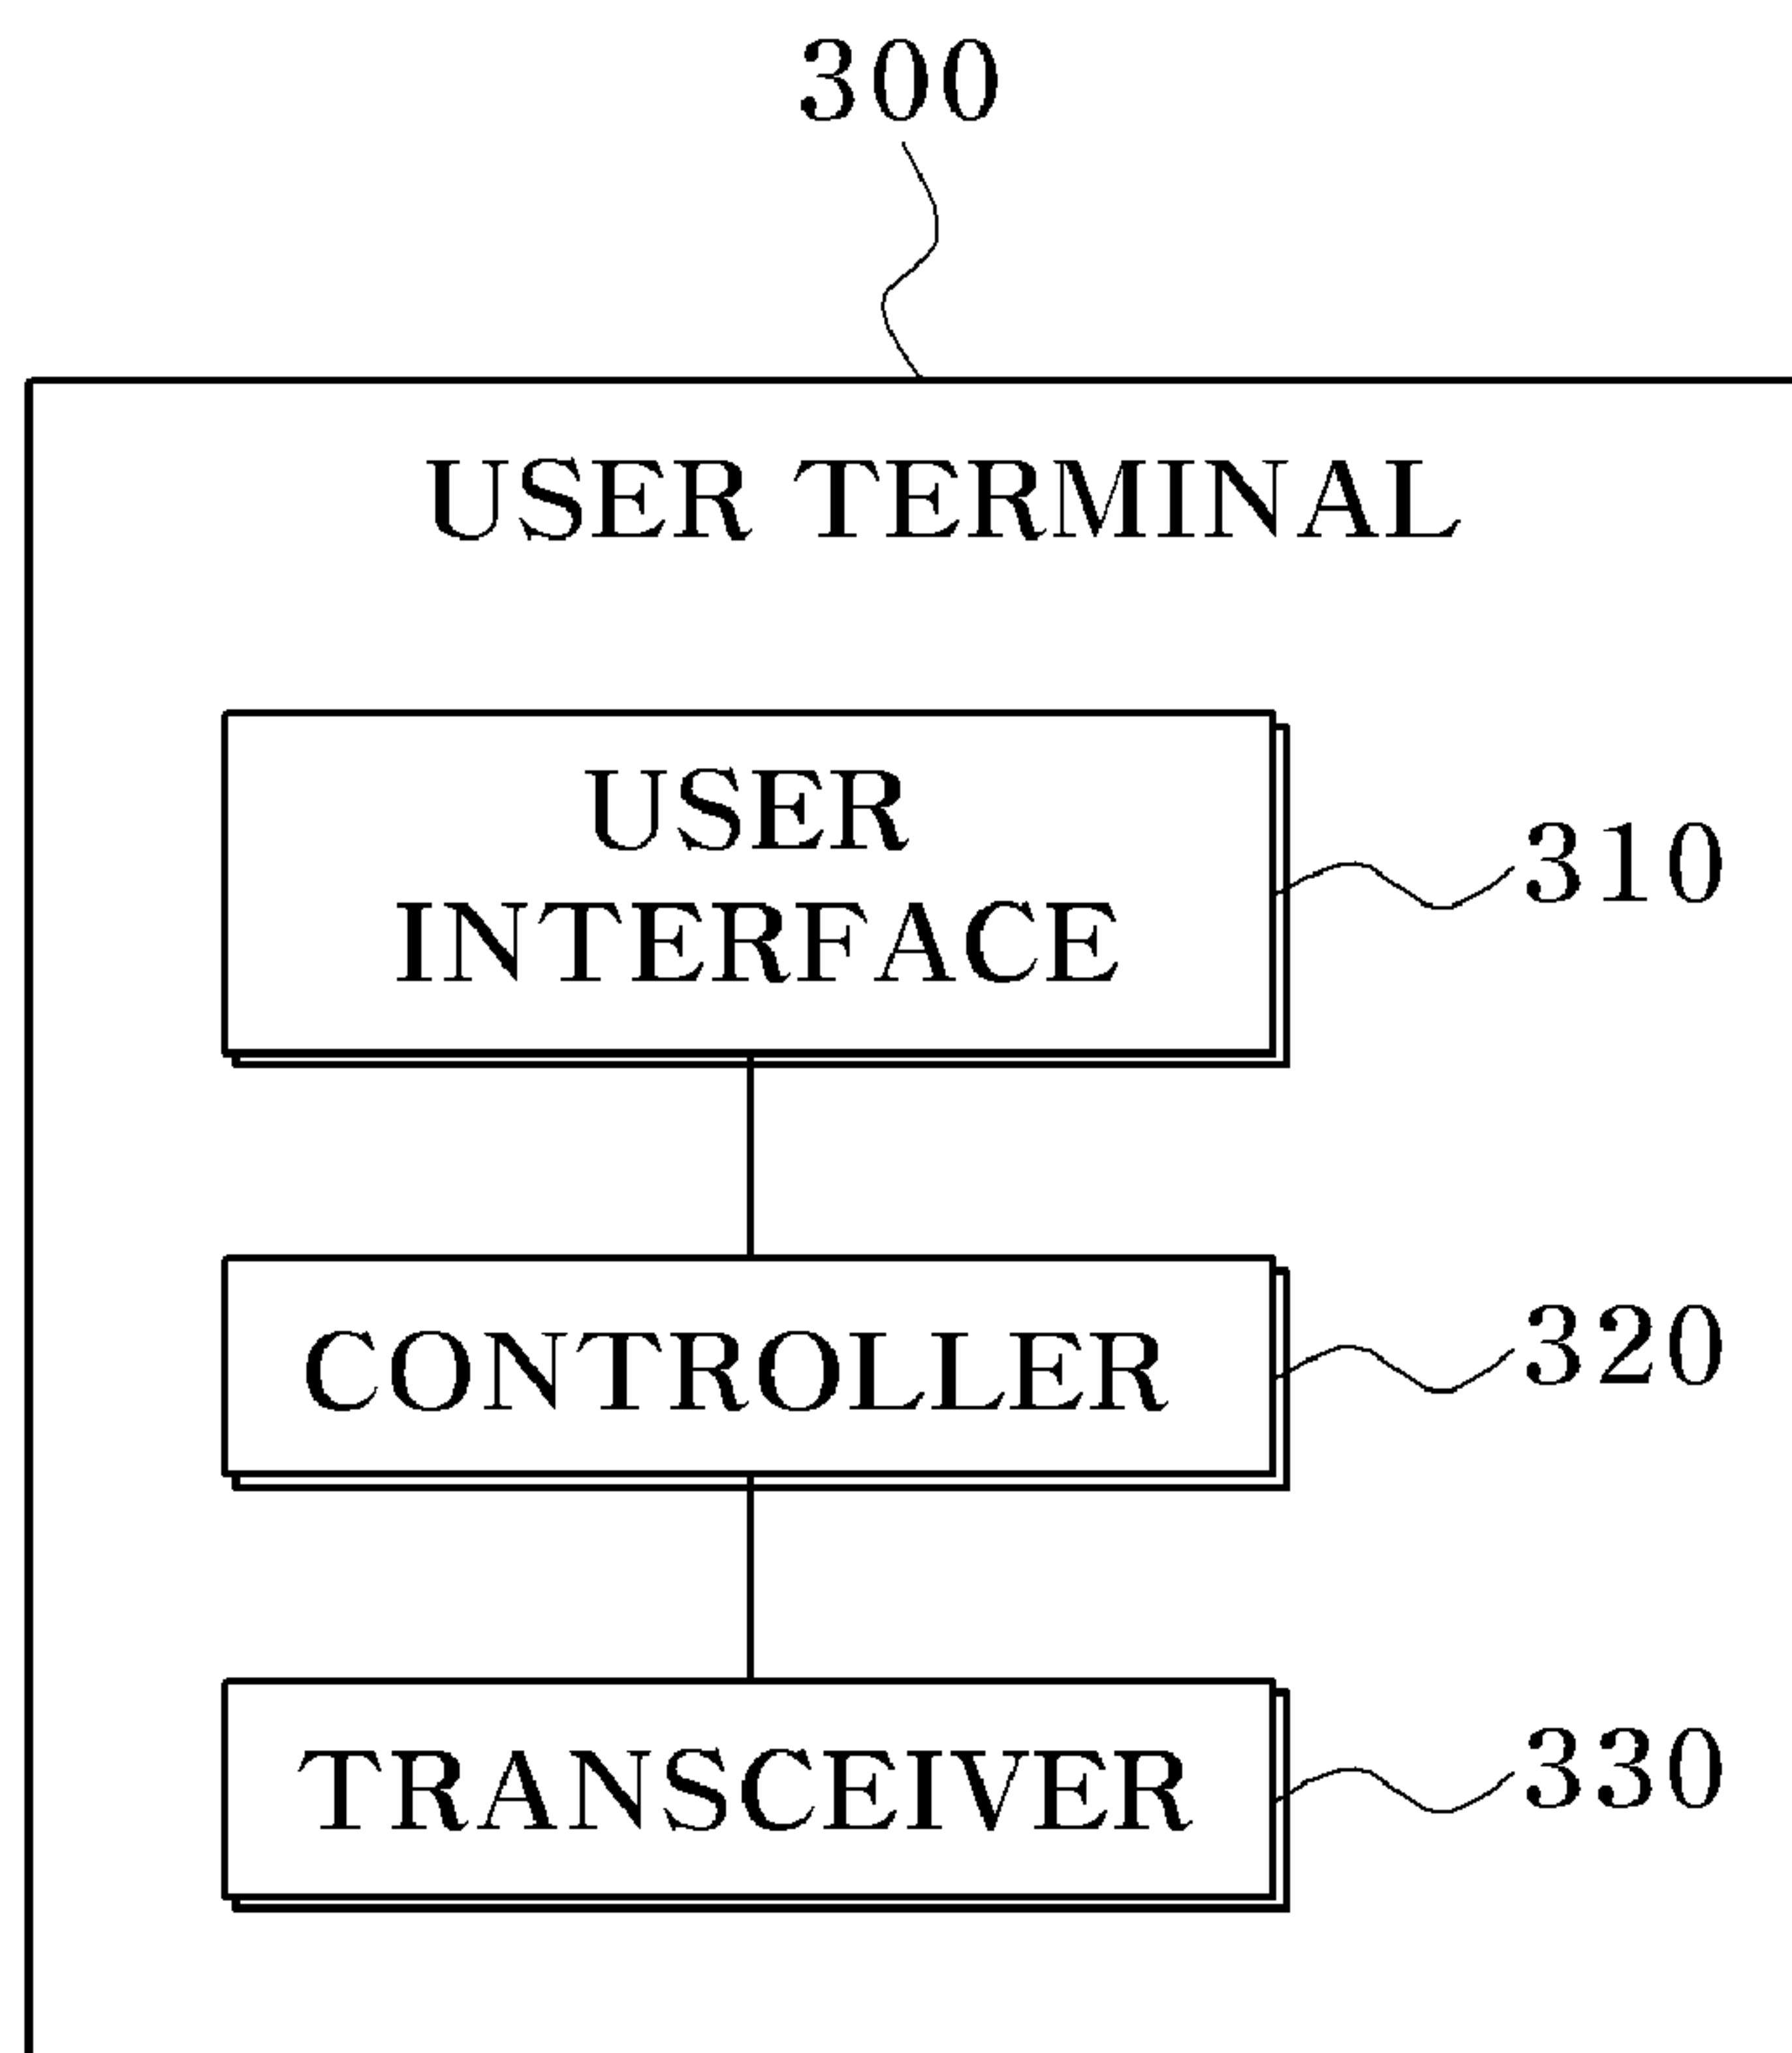 300
USER TERMINAL
USER
INTERFACE
310
CONTROLLER
320
TRANSCEIVER
330